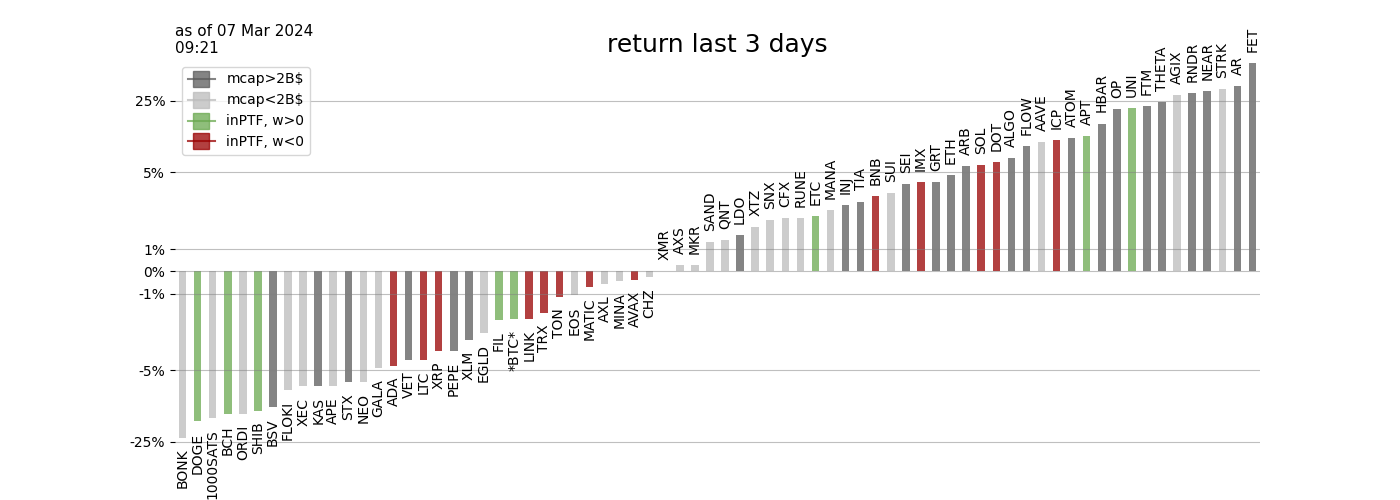 as of 07 Mar 2024
09:21
return last 3 days
mcap>2B$
mcap<2B$
inPTF, w>0
inPTF, w<0
25%
5%
1%
0%
-1%
-5%
-25%
BONK
DOGE
1000SATS
BCH
ORDI
SHIB
BSV
FLOKI
XEC
KAS
APE
STX
NEO
GALA
ADA
VET
LTC
XRP
PEPE
XLM
EGLD
FIL
*BTC*
LINK
TRX
TON
EOS
MATIC
AXL
MINA
AVAX
CHZ
XMR
AXS
MKR
SAND
QNT
LDO
XTZ
SNX
CFX
RUNE
ETC
MANA
INJ
TIA
BNB
SUI
SEI
IMX
GRT
ETH
ARB
SOL
DOT
ALGO
FLOW
AAVE
ICP
ATOM
APT
HBAR
OP
UNI
FTM
THETA
AGIX
RNDR
NEAR
STRK
AR
FET